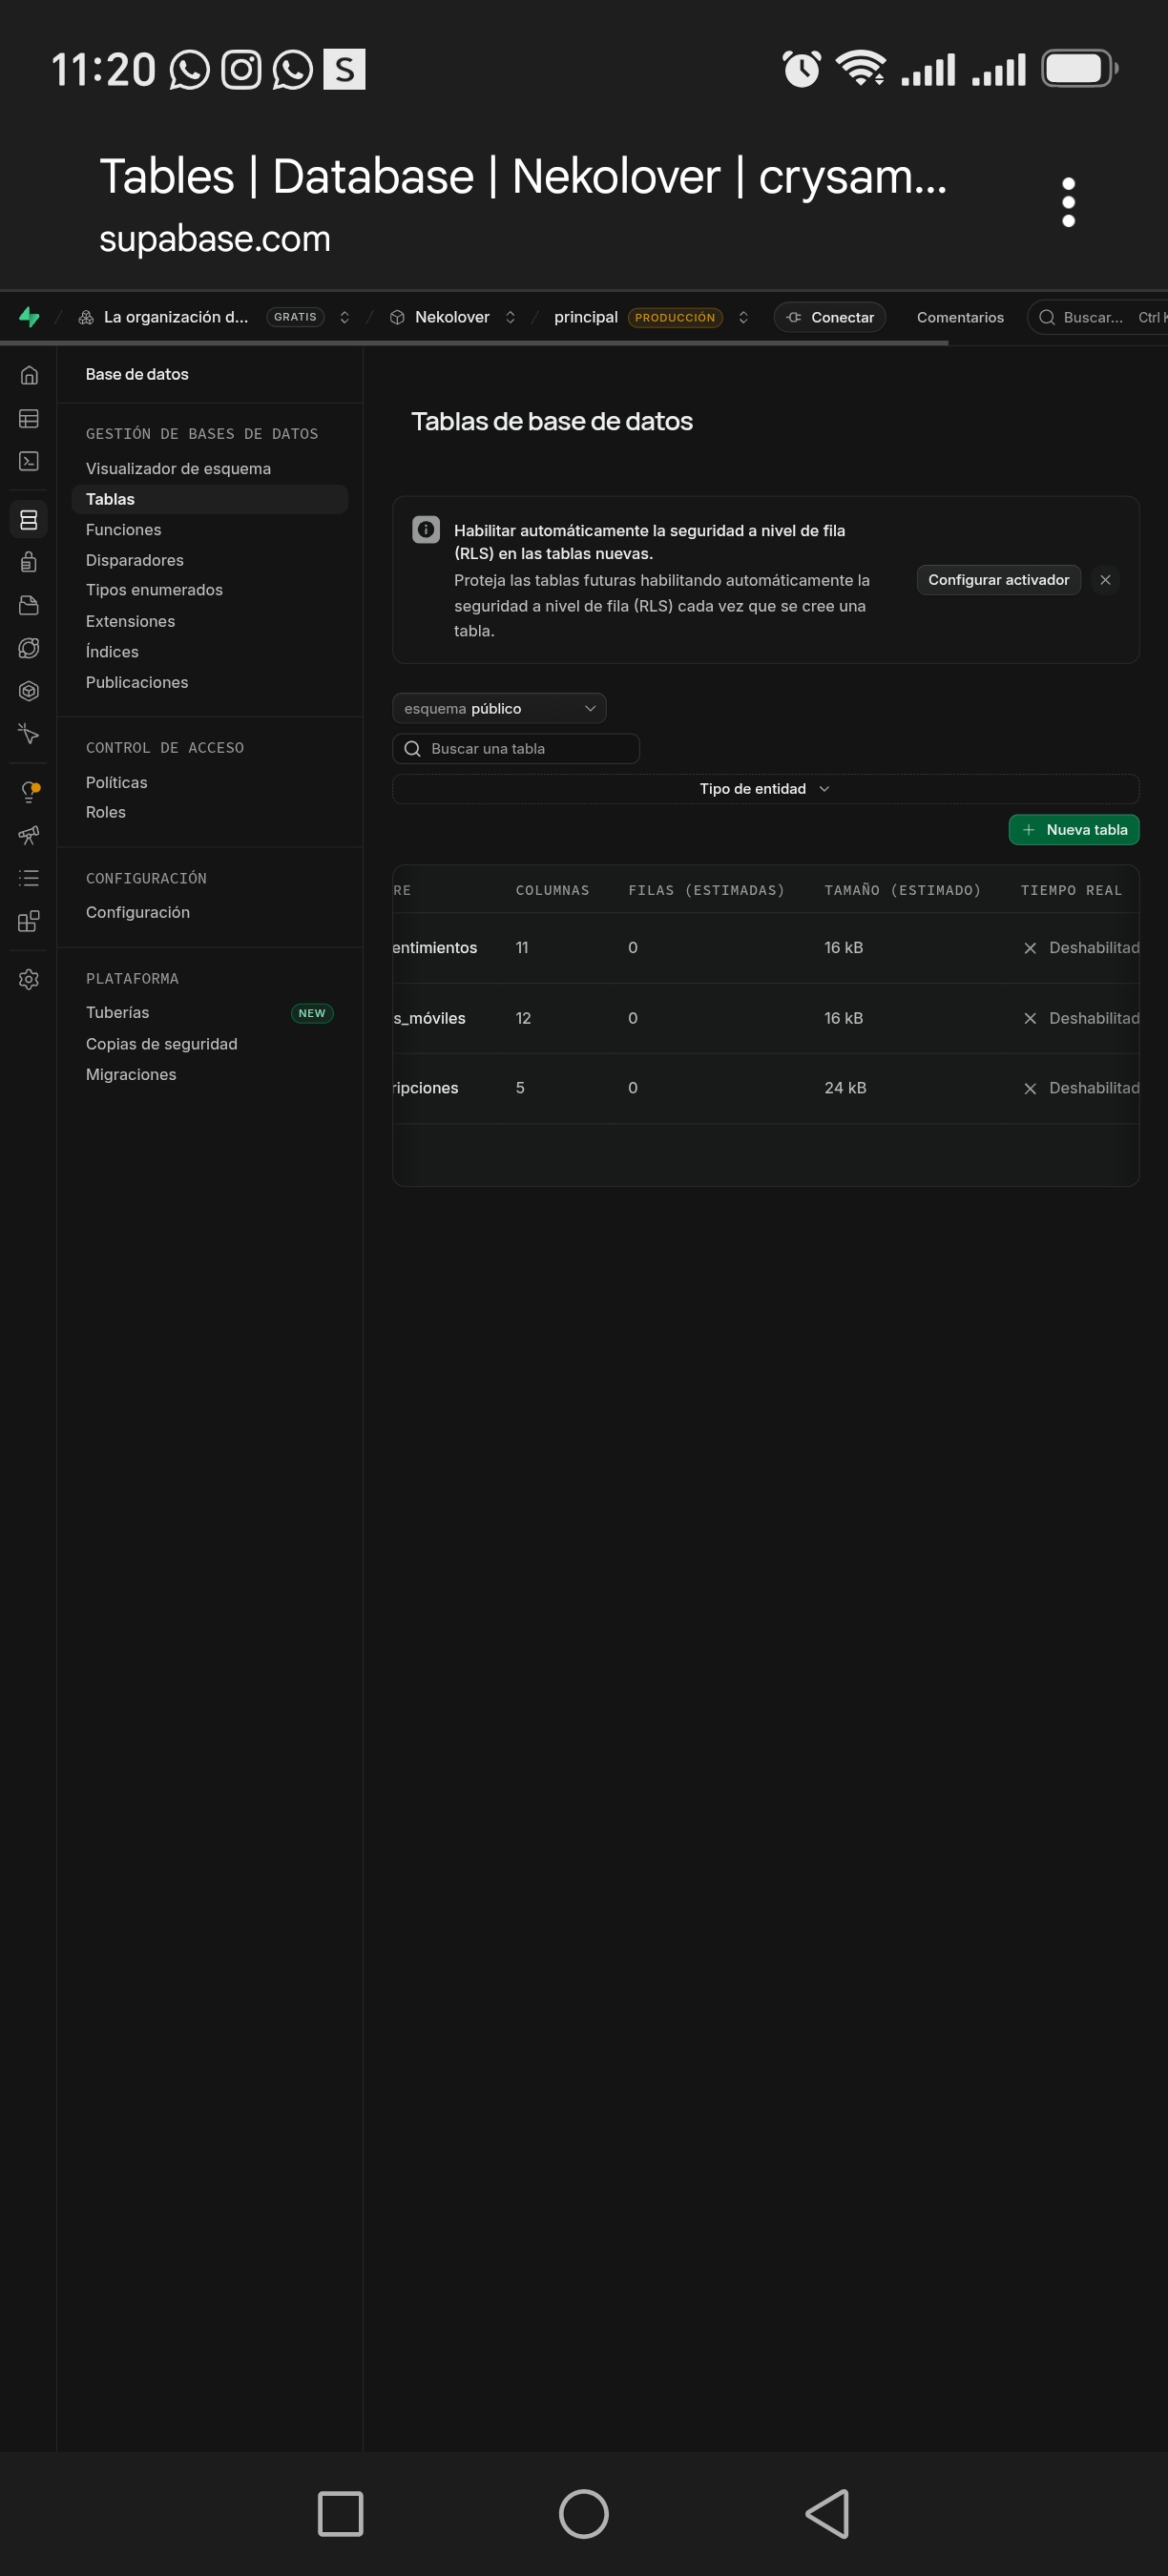 11:20
S
Tables | Database | Nekolover | crysam...
supabase.com
La organización d... GRATIS / Nekolover / principal PRODUCCIÓN Conectar Comentarios Buscar... Ctrl K
Base de datos
GESTIÓN DE BASES DE DATOS
Visualizador de esquema
Tablas
Funciones
Disparadores
Tipos enumerados
Extensiones
Índices
Publicaciones
CONTROL DE ACCESO
Políticas
Roles
CONFIGURACIÓN
Configuración
PLATAFORMA
Tuberías NEW
Copias de seguridad
Migraciones
Tablas de base de datos
Habilitar automáticamente la seguridad a nivel de fila
(RLS) en las tablas nuevas.
Proteja las tablas futuras habilitando automáticamente la
seguridad a nivel de fila (RLS) cada vez que se cree una
tabla.
Configurar activador
esquema público
Buscar una tabla
Tipo de entidad
Nueva tabla
RE COLUMNAS FILAS (ESTIMADAS) TAMAÑO (ESTIMADO) TIEMPO REAL
entimientos 11 0 16 kB Deshabilitad
s_móviles 12 0 16 kB Deshabilitad
ripciones 5 0 24 kB Deshabilitad